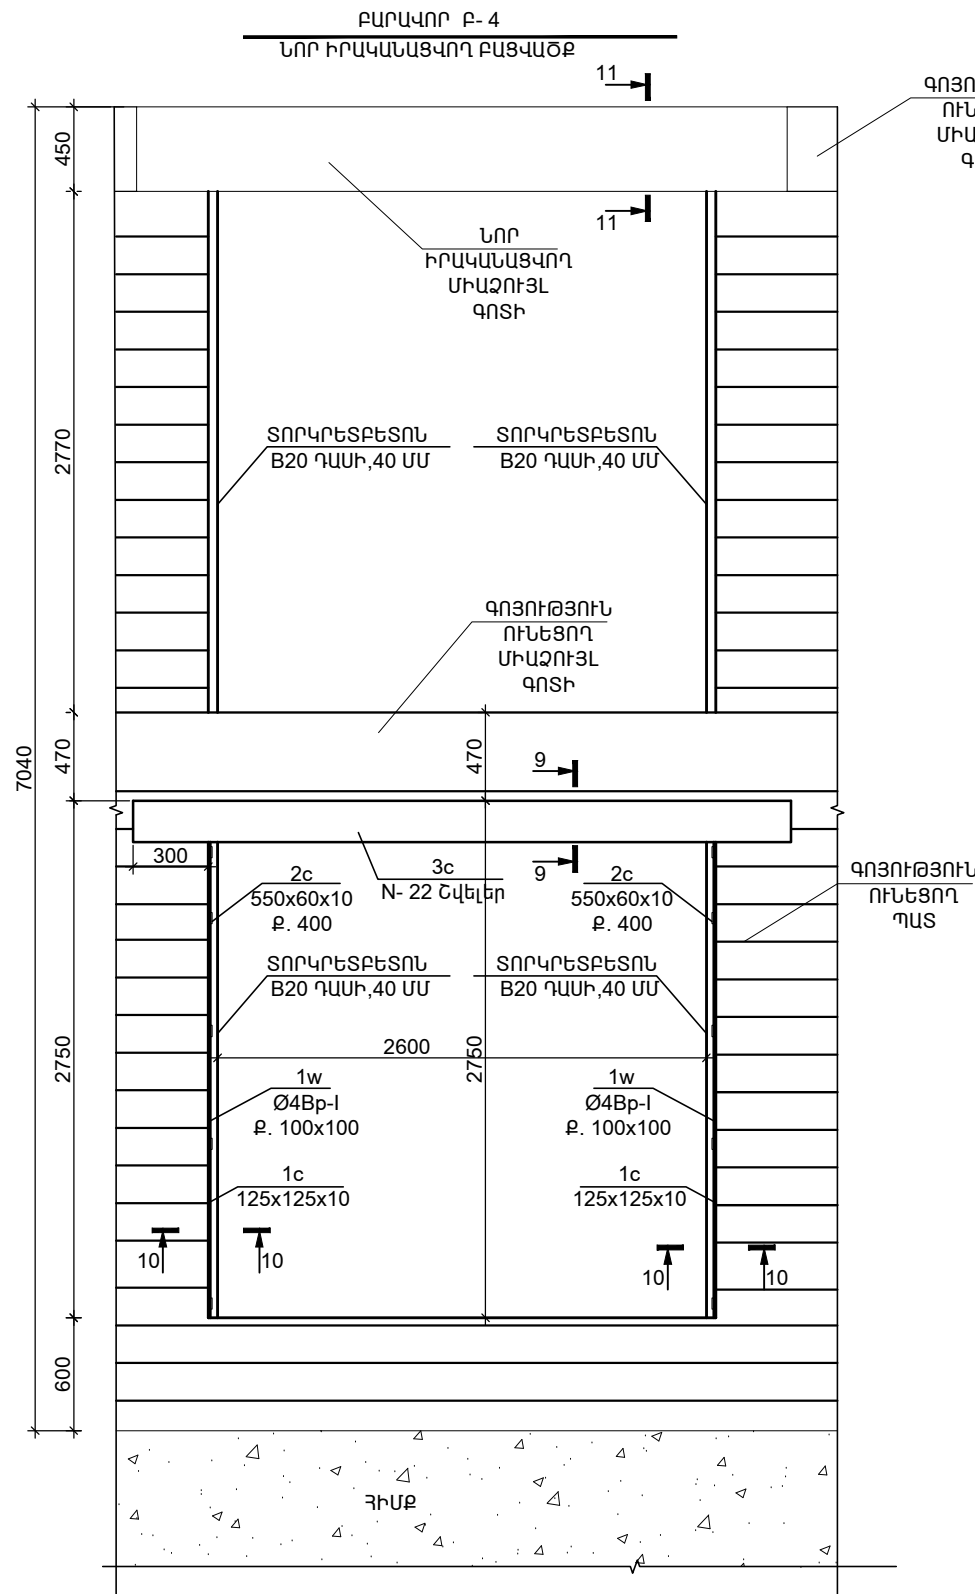 ԲԱՐԱՎՈՐ Բ- 4
ՆՈՐ ԻՐԱԿԱՆԱՑՎՈՂ ԲԱՑՎԱԾՔ
11
450
ԳՈՅՈ
ՈՒՆ
ՄԻԱ
Գ
11
ՆՈՐ
ԻՐԱԿԱՆԱՑՎՈՂ
ՄԻԱՁՈՒՅԼ
ԳՈՏԻ
2770
ՏՈՐԿՐԵՏԲԵՏՈՆ
B20 ԴԱՍԻ,40 ՄՄ
ՏՈՐԿՐԵՏԲԵՏՈՆ
B20 ԴԱՍԻ,40 ՄՄ
ԳՈՅՈՒԹՅՈՒՆ
ՈՒՆԵՑՈՂ
ՄԻԱՁՈՒՅԼ
ԳՈՏԻ
7040
470
470
9
300
3c
N- 22 Շվելեր
9
2c
550x60x10
Ք. 400
2c
550x60x10
Ք. 400
ԳՈՅՈՒԹՅՈՒՆ
ՈՒՆԵՑՈՂ
ՊԱՏ
ՏՈՐԿՐԵՏԲԵՏՈՆ
B20 ԴԱՍԻ,40 ՄՄ
ՏՈՐԿՐԵՏԲԵՏՈՆ
B20 ԴԱՍԻ,40 ՄՄ
2750
2600
2750
1w
Ø4Bp-I
Ք. 100x100
1w
Ø4Bp-I
Ք. 100x100
1c
125x125x10
1c
125x125x10
10
10
10
10
600
ՀԻՄՔ